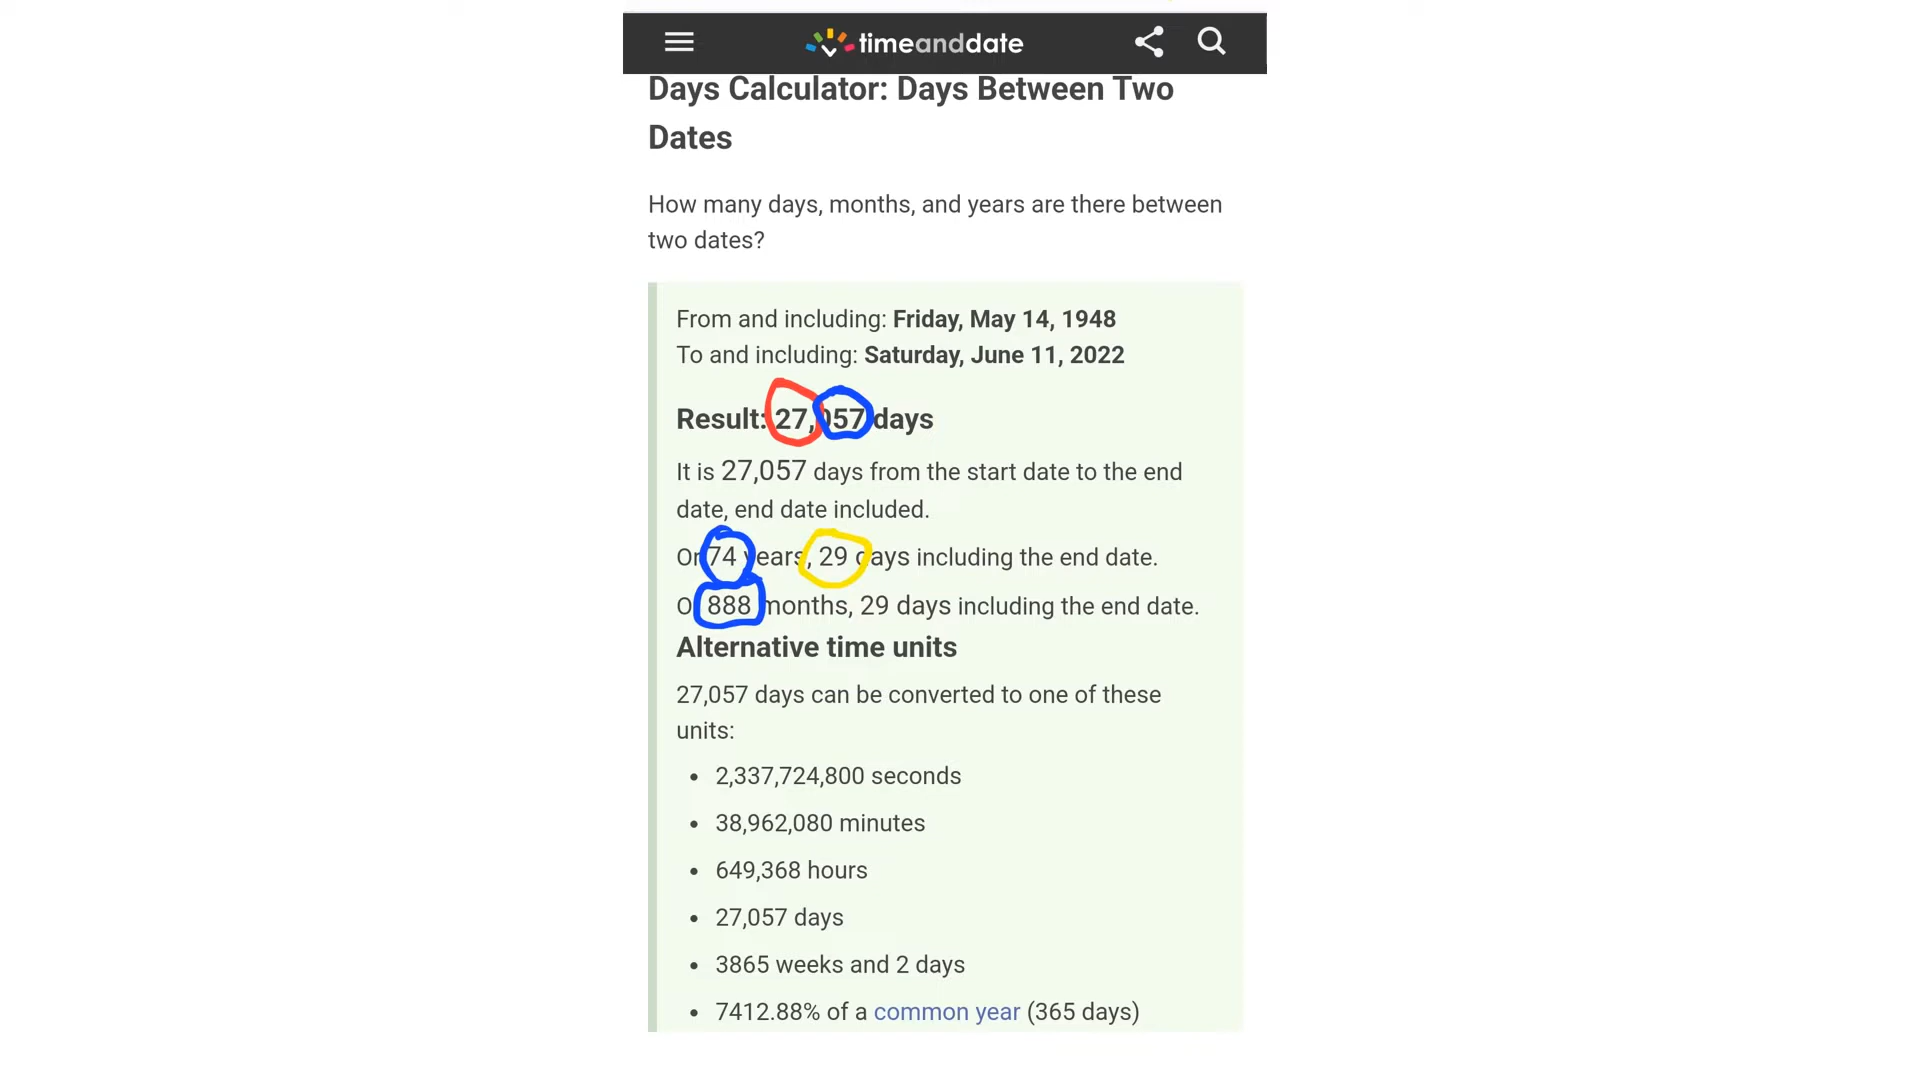 timeanddate
Days Calculator: Days Between Two
Dates
How many days, months, and years are there between
two dates?
From and including: Friday, May 14, 1948
To and including: Saturday, June 11, 2022
Result: 27,057 days
It is 27,057 days from the start date to the end
date, end date included.
Or 74 years, 29 days including the end date.
Or 888 months, 29 days including the end date.
Alternative time units
27,057 days can be converted to one of these
units:
• 2,337,724,800 seconds
• 38,962,080 minutes
• 649,368 hours
• 27,057 days
• 3865 weeks and 2 days
• 7412.88% of a common year (365 days)